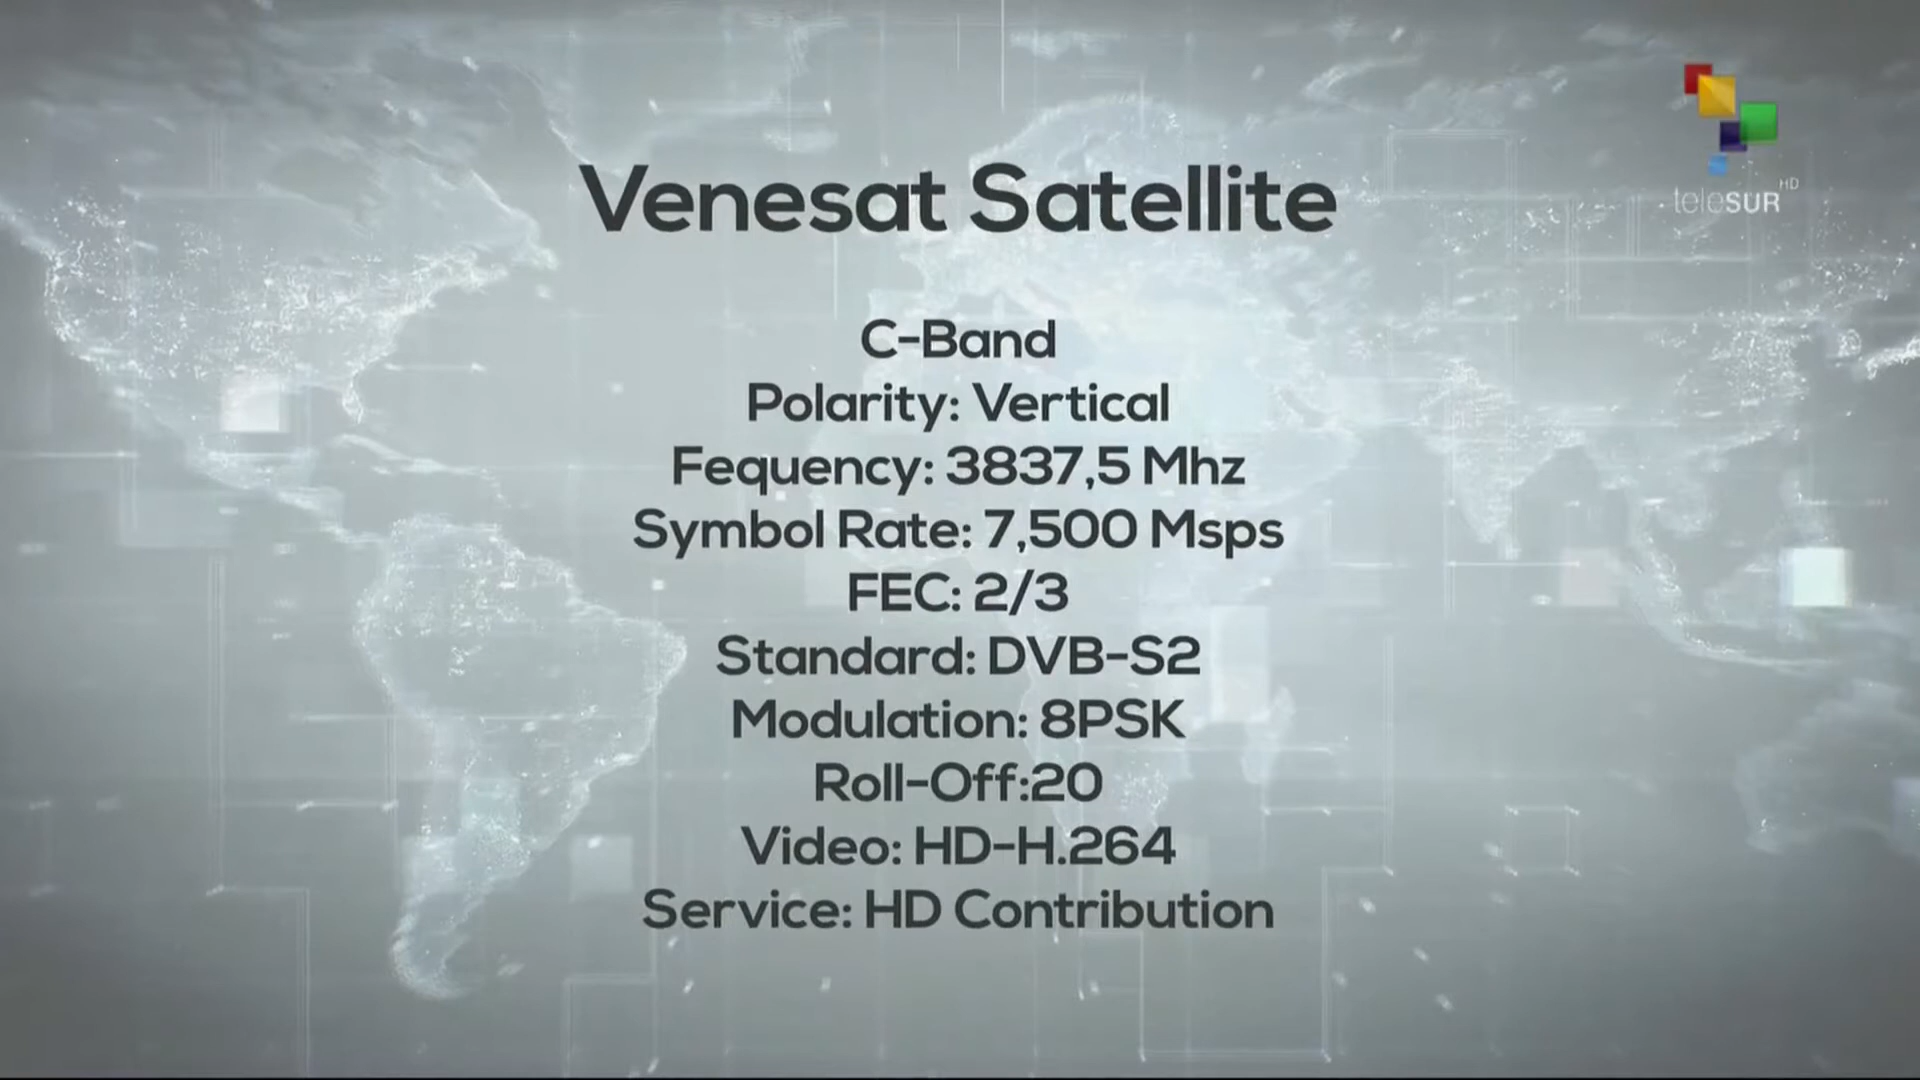 Venesat Satellite
teleSUR HD
C-Band
Polarity: Vertical
Fequency: 3837,5 Mhz
Symbol Rate: 7,500 Msps
FEC: 2/3
Standard: DVB-S2
Modulation: 8PSK
Roll-Off:20
Video: HD-H.264
Service: HD Contribution